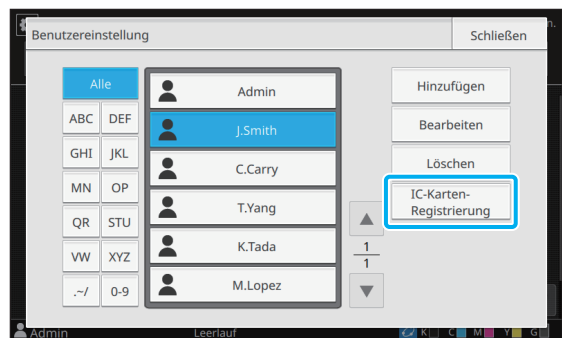 Benutzereinstellung
Schließen
n.
Alle
ABC DEF
GHI JKL
MN OP
QR STU
VW XYZ
.~/ 0-9
Admin
J.Smith
C.Carry
T.Yang
K.Tada
M.Lopez
1
1
Hinzufügen
Bearbeiten
Löschen
IC-Karten-
Registrierung
Admin Leerlauf K C M Y G